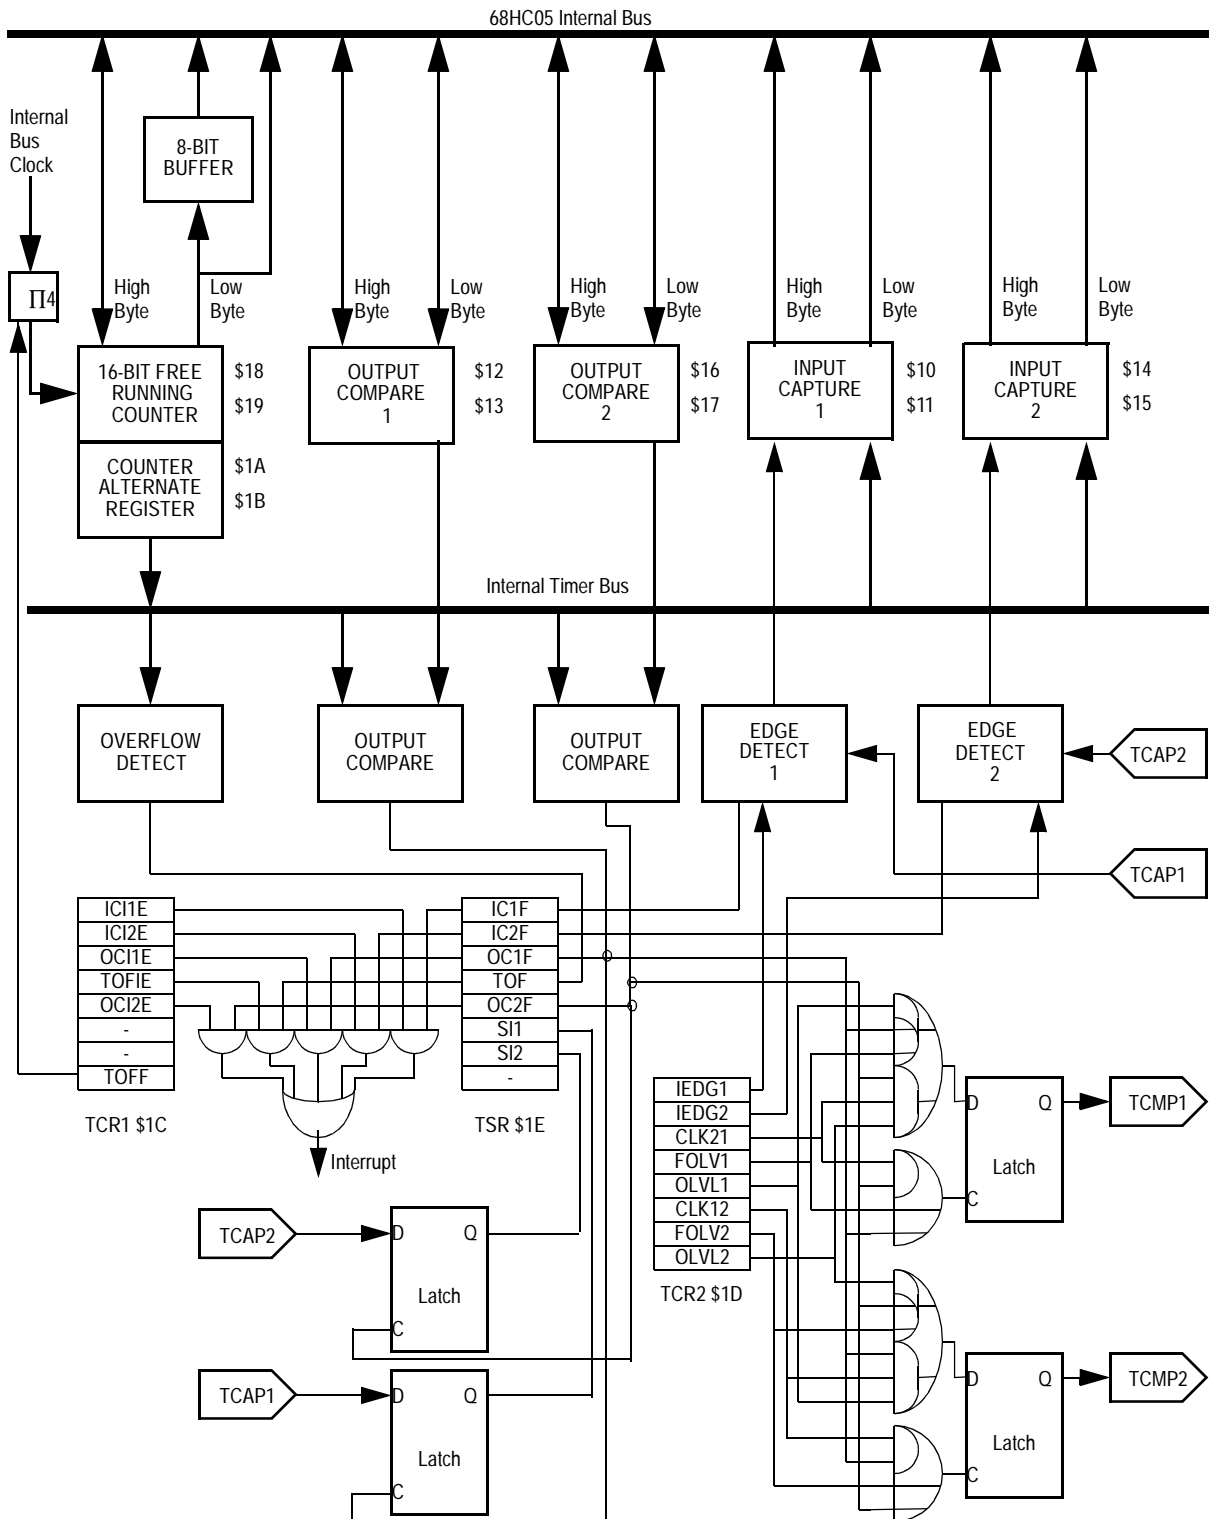 68HC05 Internal Bus
Internal
Bus
Clock
8-BIT
BUFFER
Π4
High
Byte
Low
Byte
High
Byte
Low
Byte
High
Byte
Low
Byte
High
Byte
Low
Byte
High
Byte
Low
Byte
16-BIT FREE
RUNNING
COUNTER
$18
$19
OUTPUT
COMPARE
1
$12
$13
OUTPUT
COMPARE
2
$16
$17
INPUT
CAPTURE
1
$10
$11
INPUT
CAPTURE
2
$14
$15
COUNTER
ALTERNATE
REGISTER
$1A
$1B
Internal Timer Bus
OVERFLOW
DETECT
OUTPUT
COMPARE
OUTPUT
COMPARE
EDGE
DETECT
1
EDGE
DETECT
2
TCAP2
TCAP1
ICI1E
ICI2E
OCI1E
TOFIE
OCI2E
-
-
TOFF
TCR1 $1C
IC1F
IC2F
OC1F
TOF
OC2F
SI1
SI2
-
TSR $1E
Interrupt
IEDG1
IEDG2
CLK21
FOLV1
OLVL1
CLK12
FOLV2
OLVL2
TCR2 $1D
D
Q
Latch
C
TCMP1
TCAP2
D
Q
Latch
C
TCAP1
D
Q
Latch
C
D
Q
Latch
C
TCMP2